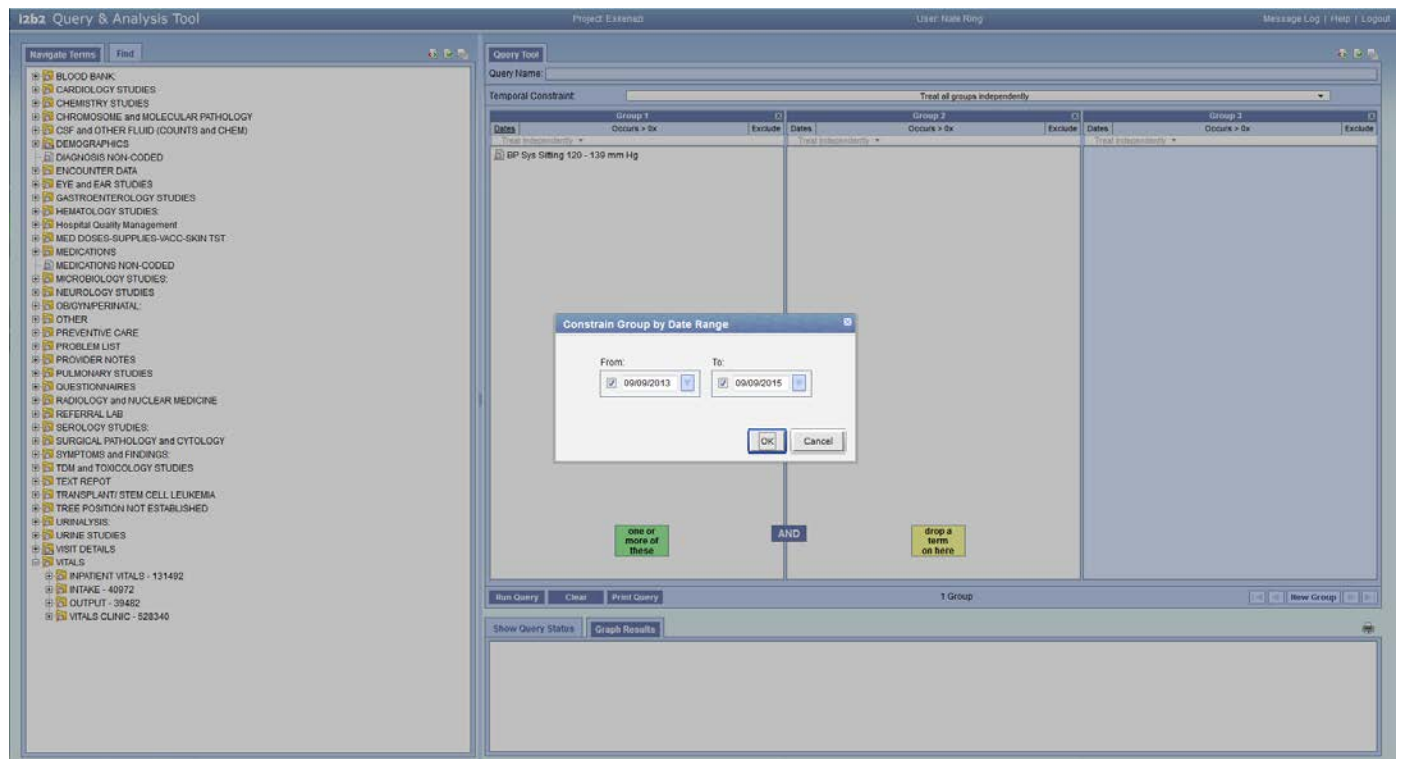 i2b2 Query & Analysis Tool
Project: Eskenazi
User: Nate Ring
Message Log | Help | Logout
Navigate Terms
Find
BLOOD BANK:
CARDIOLOGY STUDIES
CHEMISTRY STUDIES
CHROMOSOME and MOLECULAR PATHOLOGY
CSF and OTHER FLUID (COUNTS and CHEM)
DEMOGRAPHICS
DIAGNOSIS NON-CODED
ENCOUNTER DATA
EYE and EAR STUDIES
GASTROENTEROLOGY STUDIES
HEMATOLOGY STUDIES:
Hospital Quality Management
MED DOSES-SUPPLIES-VACC-SKIN TST
MEDICATIONS
MEDICATIONS NON-CODED
MICROBIOLOGY STUDIES:
NEUROLOGY STUDIES
OB/GYN/PERINATAL:
OTHER
PREVENTIVE CARE
PROBLEM LIST
PROVIDER NOTES
PULMONARY STUDIES
QUESTIONNAIRES
RADIOLOGY and NUCLEAR MEDICINE
REFERRAL LAB
SEROLOGY STUDIES:
SURGICAL PATHOLOGY and CYTOLOGY
SYMPTOMS and FINDINGS:
TDM and TOXICOLOGY STUDIES
TEXT REPOT
TRANSPLANT/ STEM CELL LEUKEMIA
TREE POSITION NOT ESTABLISHED
URINALYSIS:
URINE STUDIES
VISIT DETAILS
VITALS
INPATIENT VITALS - 131492
INTAKE - 40972
OUTPUT - 39482
VITALS CLINIC - 528340
Query Tool
Query Name:
Temporal Constraint:
Treat all groups independently
Group 1
Dates
Occurs > 0x
Exclude
Treat Independently
BP Sys Sitting 120 - 139 mm Hg
Group 2
Dates
Occurs > 0x
Exclude
Treat Independently
Group 3
Dates
Occurs > 0x
Exclude
Treat Independently
Constrain Group by Date Range
From:
To:
09/09/2013
09/09/2015
OK
Cancel
one or
more of
these
AND
drop a
term
on here
Run Query
Clear
Print Query
1 Group
New Group
Show Query Status
Graph Results